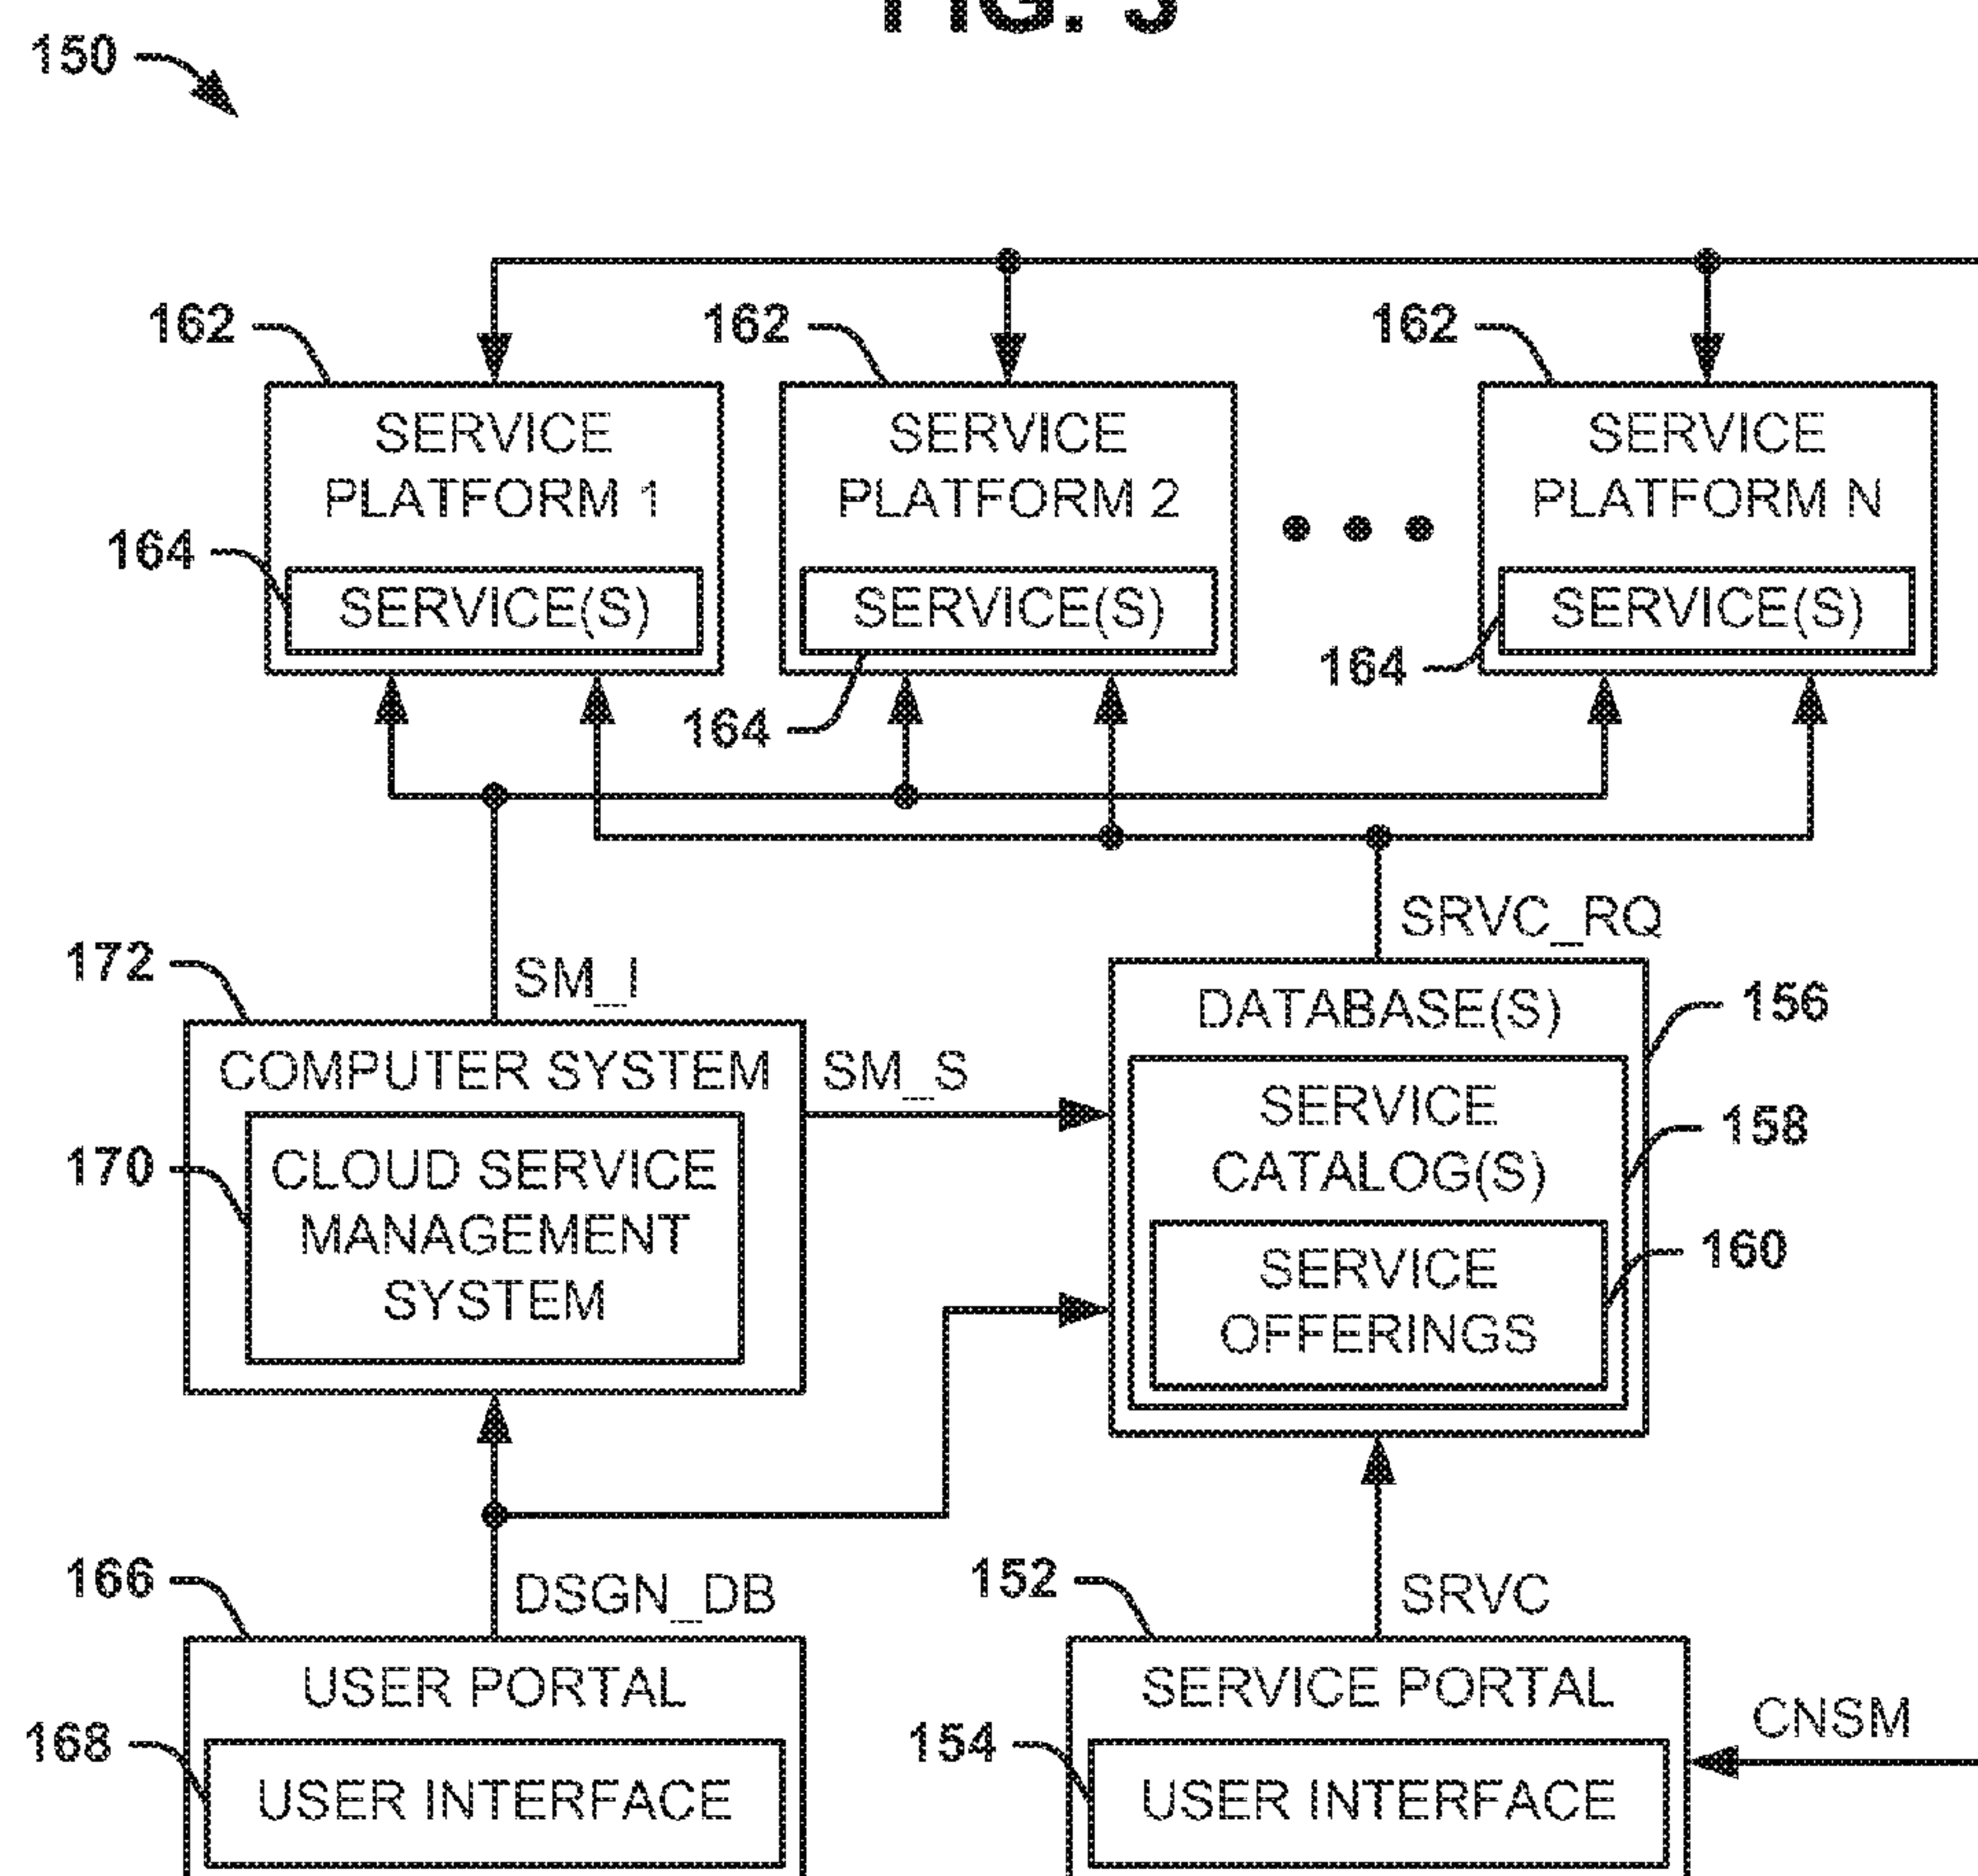 FIG. 3
150
162
162
162
SERVICE
PLATFORM 1
SERVICE
PLATFORM 2
SERVICE
PLATFORM N
164
SERVICE(S)
SERVICE(S)
SERVICE(S)
164
164
SRVC_RQ
172
SM_I
DATABASE(S)
156
COMPUTER SYSTEM
SM_S
SERVICE
CATALOG(S)
158
170
CLOUD SERVICE
MANAGEMENT
SYSTEM
SERVICE
OFFERINGS
160
166
DSGN_DB
152
SRVC
USER PORTAL
SERVICE PORTAL
CNSM
168
USER INTERFACE
154
USER INTERFACE